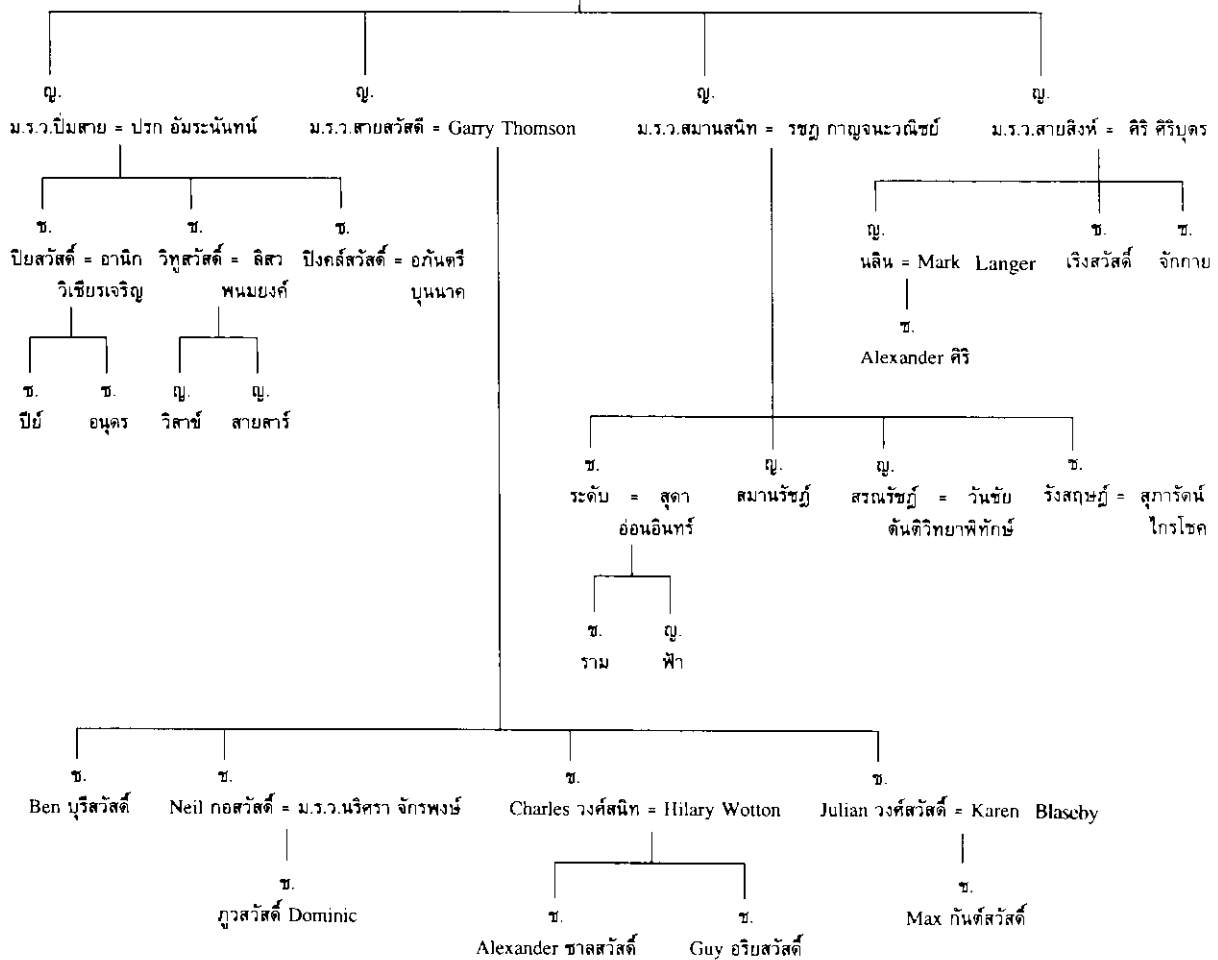 ญ. ญ. ญ. ญ.
ม.ร.ว.ปิ่มสาย = ปรก อัมระนันทน์ ม.ร.ว.สายสวัสดี = Garry Thomson ม.ร.ว.สมานสนิท = รชฎ กาญจนะวณิชย์ ม.ร.ว.สายสิงห์ = ศิริ ศิริบุตร
ช. ช. ช. ญ. ช. ช.
ปิยสวัสดิ์ = อานิก วิทูสวัสดิ์ = ลิสว ปิงคล์สวัสดิ์ = อภันตรี นลิน = Mark Langer เริงสวัสดิ์ จักกาย
วิเชียรเจริญ พนมยงค์ บุนนาค
ช.
Alexander ศิริ
ช. ช. ญ. ญ.
ปีย์ อนุตร วิสาข์ สายสาร์
ช. ญ. ญ. ช.
ระดับ = สุดา สมานรัชฎ์ สรณรัชฎ์ = วันชัย รังสฤษฎ์ = สุภารัตน์
อ่อนอินทร์ ตันติวิทยาพิทักษ์ ไกรโชค
ช. ญ.
ราม ฟ้า
ช. ช. ช. ช.
Ben บุรีสวัสดิ์ Neil กอสวัสดิ์ = ม.ร.ว.นริศรา จักรพงษ์ Charles วงศ์สนิท = Hilary Wotton Julian วงศ์สวัสดิ์ = Karen Blaseby
ช. ช. ช. ช.
ภูวสวัสดิ์ Dominic Alexander ชาลสวัสดิ์ Guy อริยสวัสดิ์ Max กันต์สวัสดิ์